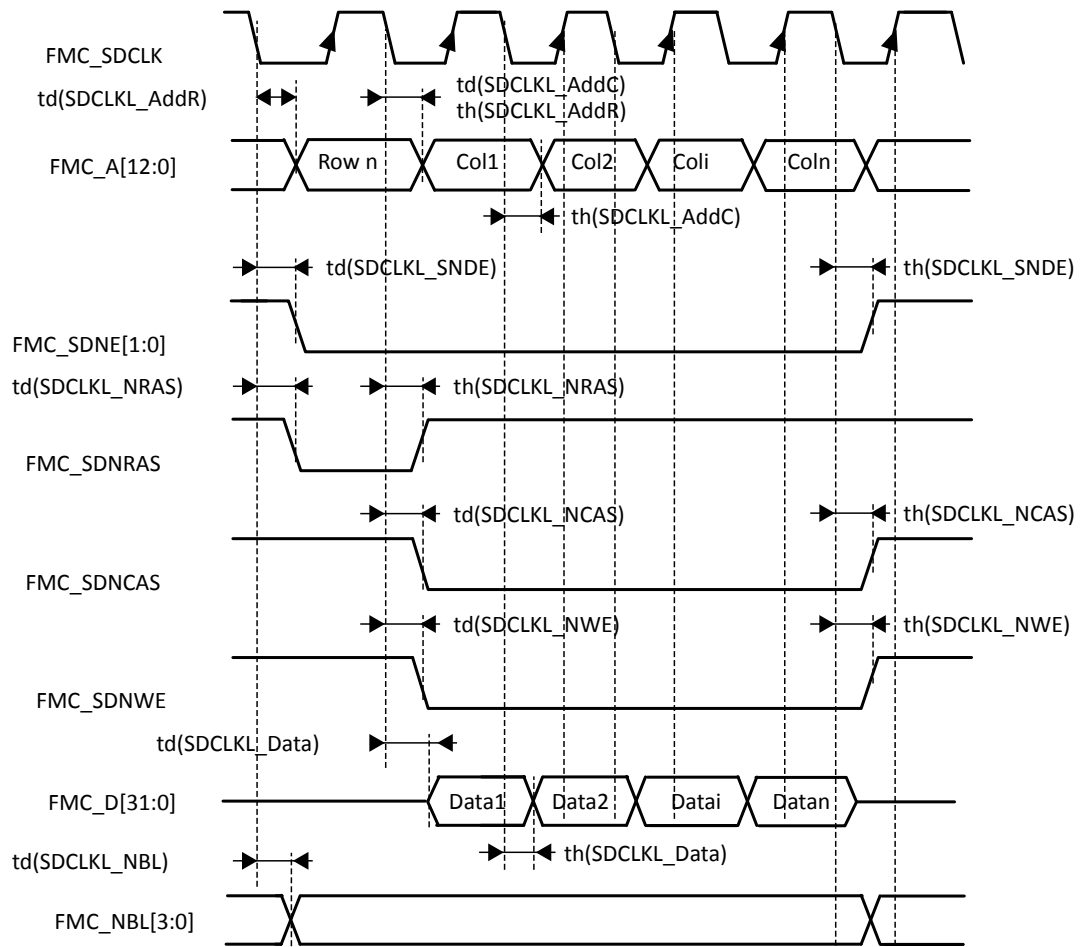 FMC_SDCLK
td(SDCLKL_AddR)
td(SDCLKL_AddC)
th(SDCLKL_AddR)
FMC_A[12:0]
Row n
Col1
Col2
Coli
Coln
th(SDCLKL_AddC)
td(SDCLKL_SNDE)
th(SDCLKL_SNDE)
FMC_SDNE[1:0]
td(SDCLKL_NRAS)
th(SDCLKL_NRAS)
FMC_SDNRAS
td(SDCLKL_NCAS)
th(SDCLKL_NCAS)
FMC_SDNCAS
td(SDCLKL_NWE)
th(SDCLKL_NWE)
FMC_SDNWE
td(SDCLKL_Data)
FMC_D[31:0]
Data1
Data2
Datai
Datan
td(SDCLKL_NBL)
th(SDCLKL_Data)
FMC_NBL[3:0]